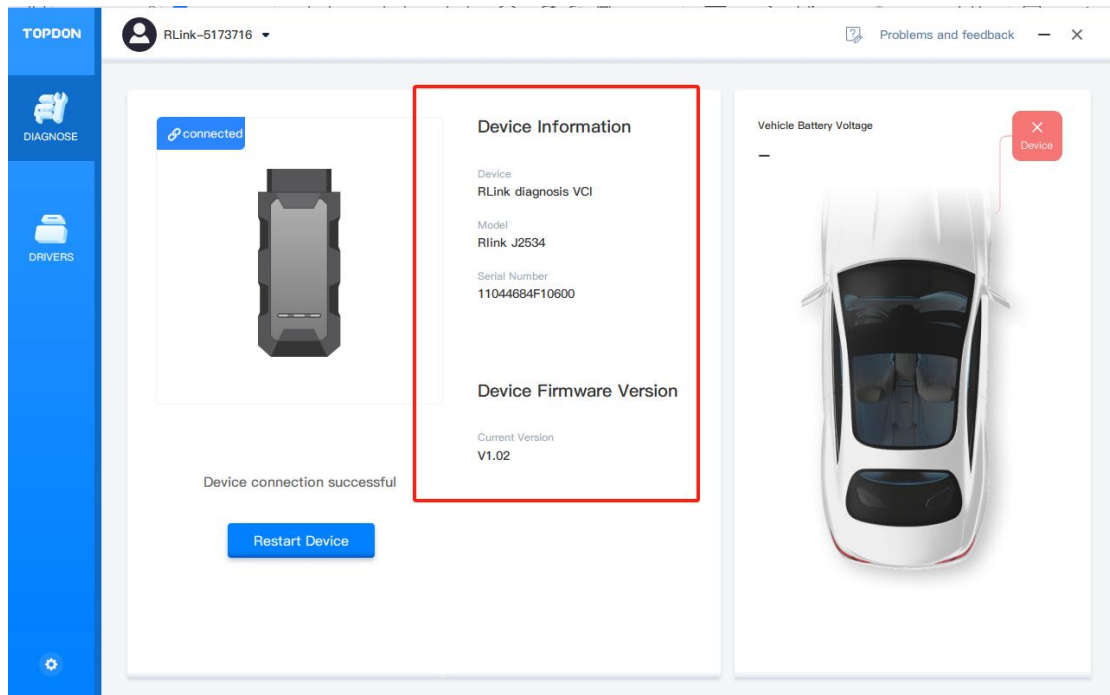 TOPDON
RLink-5173716
Problems and feedback
DIAGNOSE
DRIVERS
connected
Device connection successful
Restart Device
Device Information
Device
RLink diagnosis VCI
Model
Rlink J2534
Serial Number
11044684F10600
Device Firmware Version
Current Version
V1.02
Vehicle Battery Voltage
–
Device